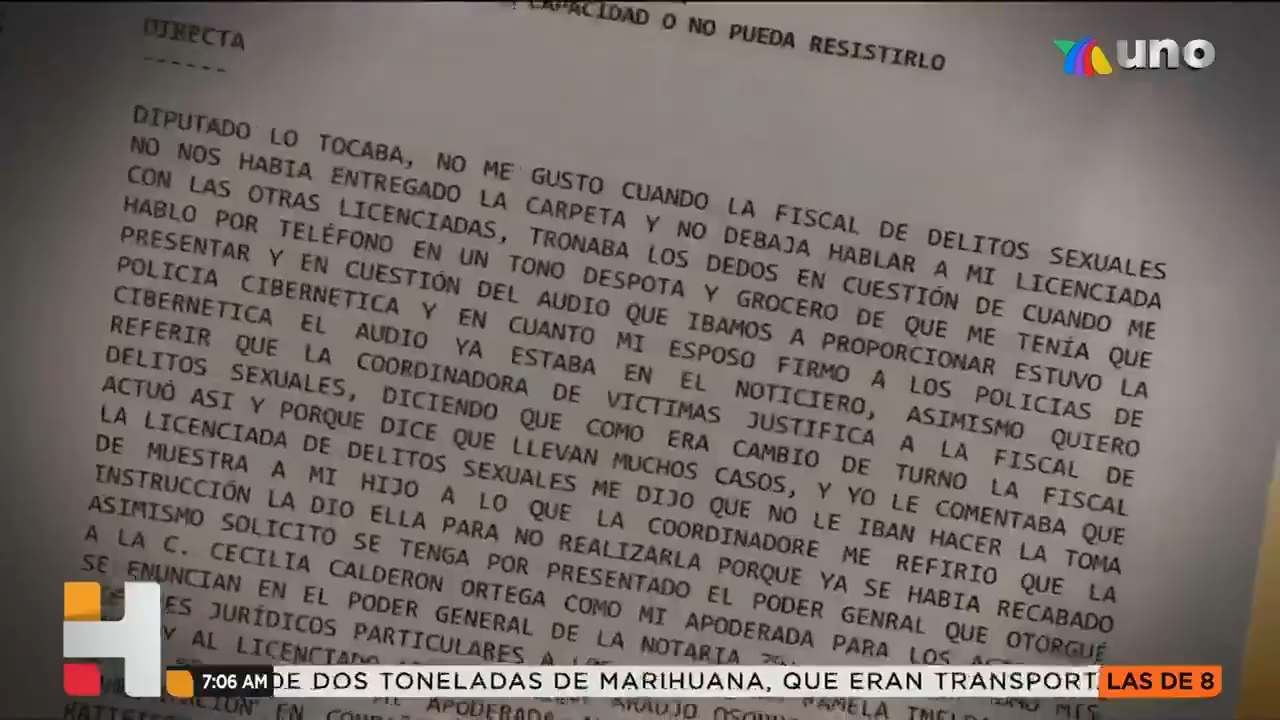 CAPACIDAD O NO PUEDA RESISTIRLO
DIRECTA
------
uno
DIPUTADO LO TOCABA, NO ME GUSTO CUANDO LA FISCAL DE DELITOS SEXUALES
NO NOS HABIA ENTREGADO LA CARPETA Y NO DEBAJA HABLAR A MI LICENCIADA
CON LAS OTRAS LICENCIADAS, TRONABA LOS DEDOS EN CUESTIÓN DE CUANDO ME
HABLO POR TELÉFONO EN UN TONO DESPOTA Y GROCERO DE QUE ME TENÍA QUE
PRESENTAR Y EN CUESTIÓN DEL AUDIO QUE IBAMOS A PROPORCIONAR ESTUVO LA
POLICIA CIBERNETICA Y EN CUANTO MI ESPOSO FIRMO A LOS POLICIAS DE
CIBERNETICA EL AUDIO YA ESTABA EN EL NOTICIERO, ASIMISMO QUIERO
REFERIR QUE LA COORDINADORA DE VICTIMAS JUSTIFICA A LA FISCAL DE
DELITOS SEXUALES, DICIENDO QUE COMO ERA CAMBIO DE TURNO LA FISCAL
ACTUÓ ASI Y PORQUE DICE QUE LLEVAN MUCHOS CASOS, Y YO LE COMENTABA QUE
LA LICENCIADA DE DELITOS SEXUALES ME DIJO QUE NO LE IBAN HACER LA TOMA
DE MUESTRA A MI HIJO A LO QUE LA COORDINADORE ME REFIRIO QUE LA
INSTRUCCIÓN LA DIO ELLA PARA NO REALIZARLA PORQUE YA SE HABIA RECABADO
ASIMISMO SOLICITO SE TENGA POR PRESENTADO EL PODER GENRAL QUE OTORGUÉ
A LA C. CECILIA CALDERON ORTEGA COMO MI APODERADA PARA LOS
SE ENUNCIAN EN EL PODER GENERAL DE LA NOTARIA
JURÍDICOS PARTICULARES A
Y AL LICENCIADO
H
7:06 AM DE DOS TONELADAS DE MARIHUANA, QUE ERAN TRANSPORT LAS DE 8